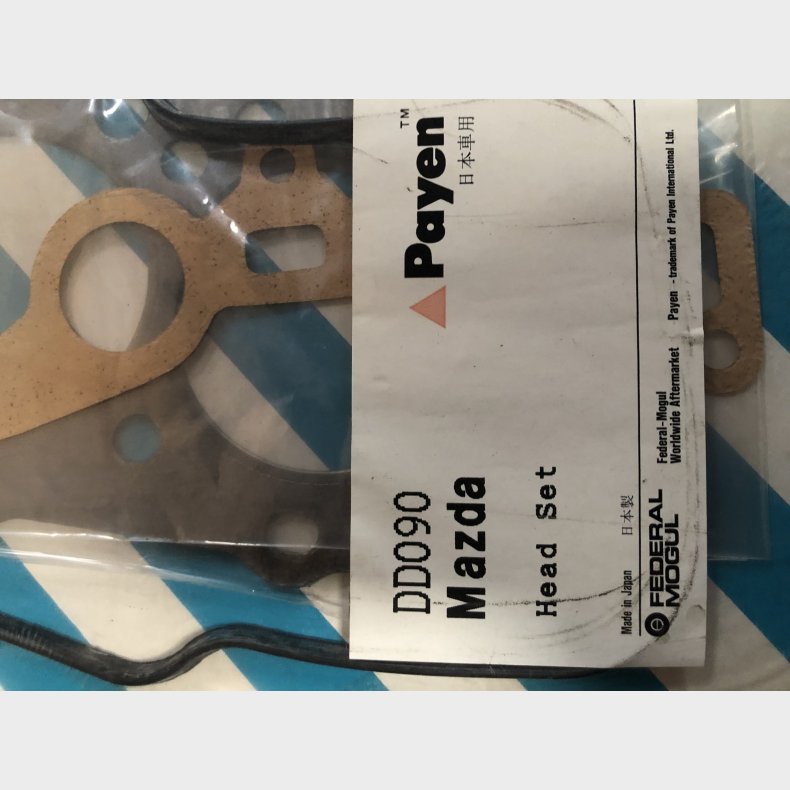 Payen™
日本車用
DD090
Mazda
Head Set
Made in Japan 日本製
FEDERAL
MOGUL
Federal-Mogul
Worldwide Aftermarket
Payen - trademark of Payen International Ltd.